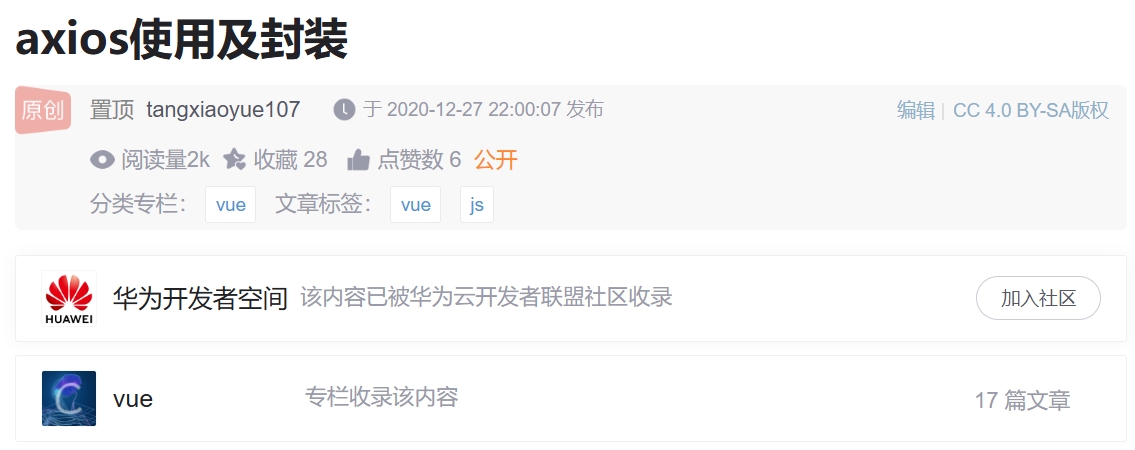 axios使用及封装
原创 置顶 tangxiaoyue107 于 2020-12-27 22:00:07 发布 编辑 | CC 4.0 BY-SA版权
阅读量2k 收藏 28 点赞数 6 公开
分类专栏: vue 文章标签: vue js
HUAWEI 华为开发者空间 该内容已被华为云开发者联盟社区收录 加入社区
vue 专栏收录该内容 17 篇文章